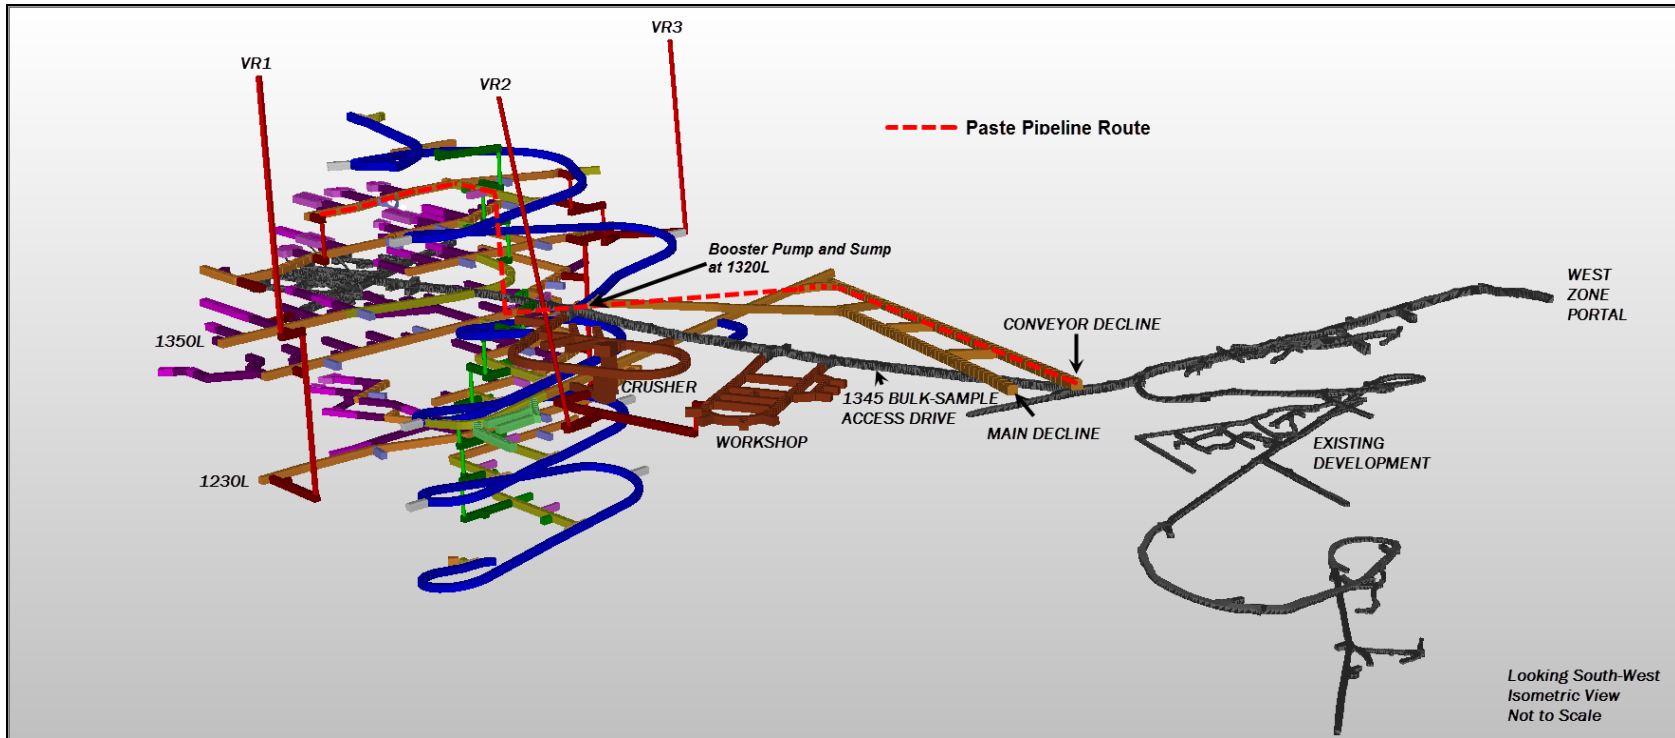 VR3
VR1
VR2
Paste Pipeline Route
Booster Pump and Sump
at 1320L
WEST
ZONE
PORTAL
CONVEYOR DECLINE
1350L
CRUSHER
1345 BULK-SAMPLE
ACCESS DRIVE
MAIN DECLINE
WORKSHOP
EXISTING
DEVELOPMENT
1230L
Looking South-West
Isometric View
Not to Scale